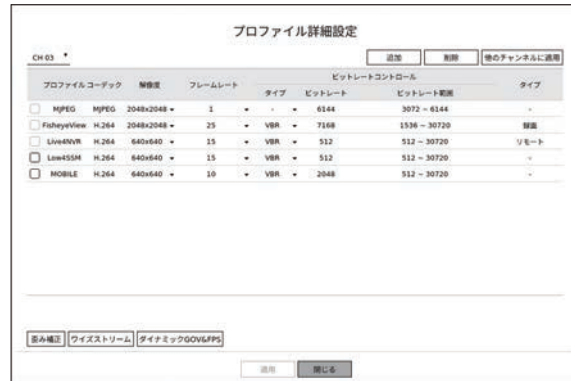 プロファイル詳細設定
CH 03 追加 削除 他のチャンネルに適用
プロファイル コーデック 解像度 フレームレート ビットレートコントロール タイプ
タイプ ビットレート ビットレート範囲
MJPEG MJPEG 2048x2048 1 - 6144 3072 ~ 6144 -
FisheyeView H.264 2048x2048 25 VBR 7168 1536 ~ 30720 録画
Live4NVR H.264 640x640 15 VBR 512 512 ~ 30720 リモート
Low4SSM H.264 640x640 15 VBR 512 512 ~ 30720 -
MOBILE H.264 640x640 10 VBR 2048 512 ~ 30720 -
歪み補正 ワイズストリーム ダイナミックGOV&FPS
適用 閉じる